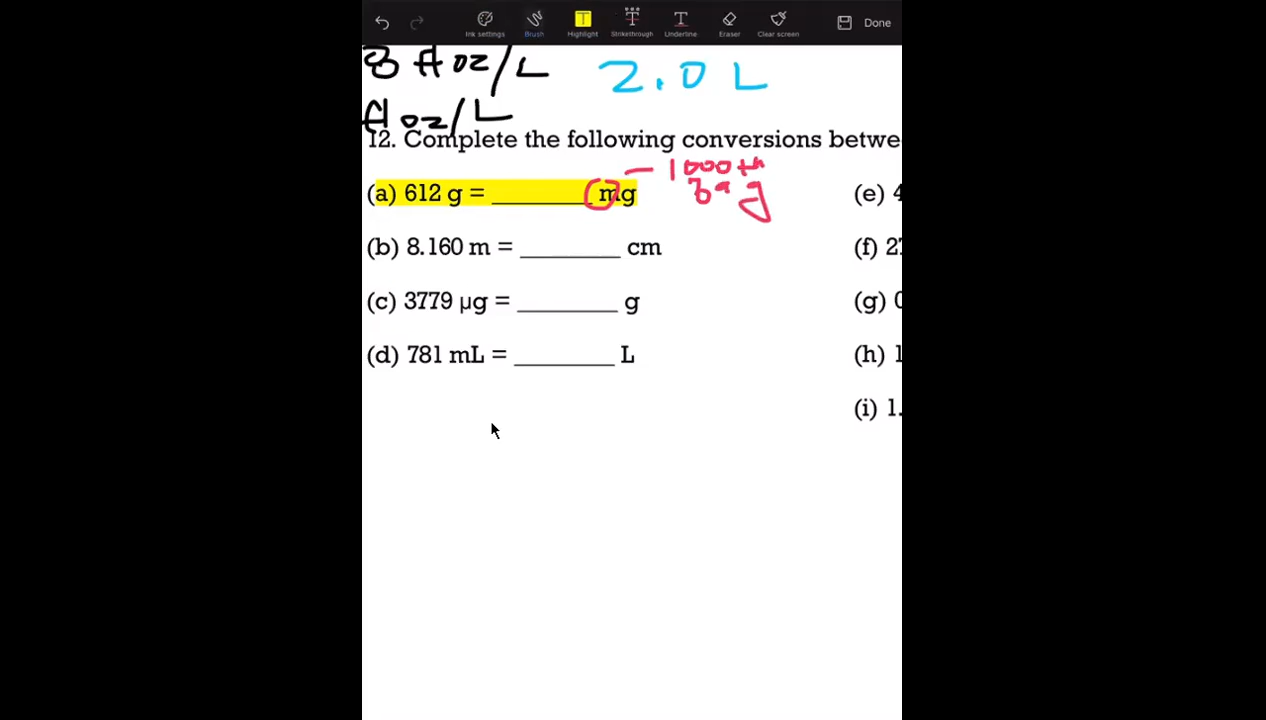 Ink settings Brush Highlight Strikethrough Underline Eraser Clear screen Done
8 fl oz/L 2.0 L
fl oz/L
12. Complete the following conversions betwe
- 1000 th
(a) 612 g = ________ mg (e) 4
g
(b) 8.160 m = ________ cm (f) 2
(c) 3779 µg = ________ g (g) 0
(d) 781 mL = ________ L (h) 1
(i) 1.